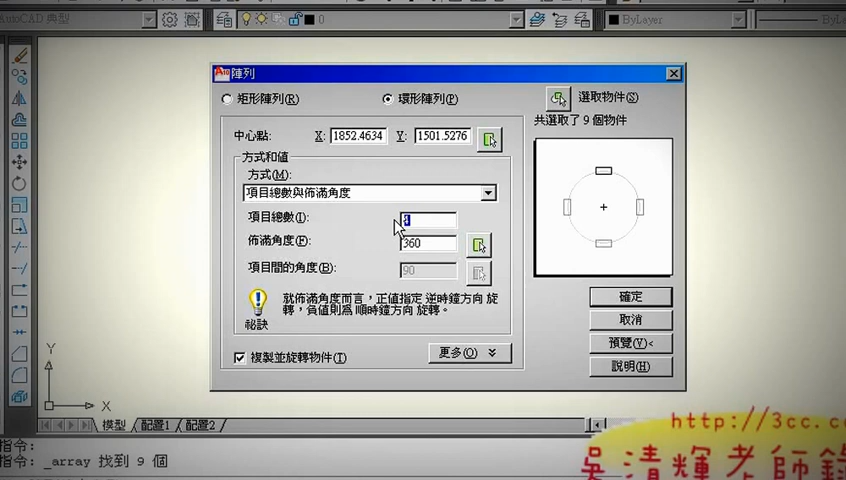 AutoCAD 典型
0
ByLayer
陣列
矩形陣列(R)
環形陣列(P)
選取物件(S)
共選取了 9 個物件
中心點:
X: 1852.4634
Y: 1501.5276
方式和值
方式(M):
項目總數與佈滿角度
項目總數(I):
4
佈滿角度(F):
360
項目間的角度(B):
90
就佈滿角度而言，正值指定 逆時鐘方向 旋
轉，負值則為 順時鐘方向 旋轉。
祕訣
複製並旋轉物件(T)
更多(O)
確定
取消
預覽(V)<
說明(H)
Y
X
模型
配置1
配置2
http://3cc.c
指令:
指令: _array 找到 9 個
吳清輝老師錄